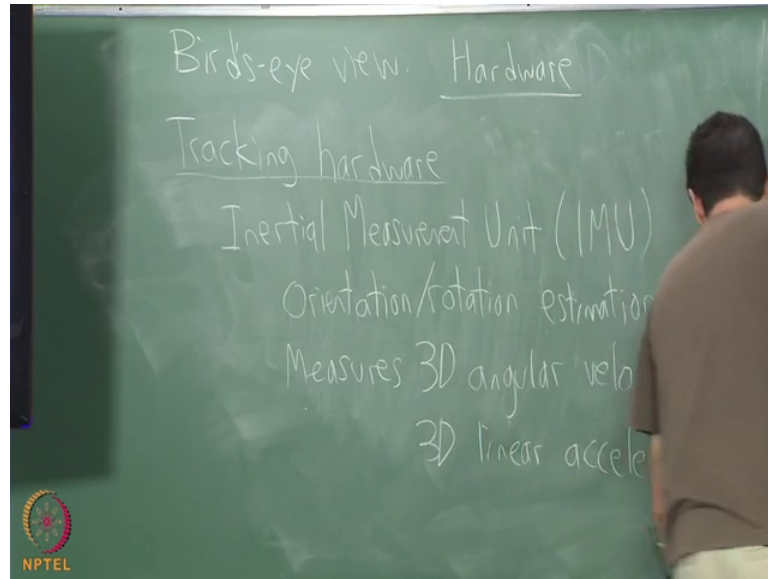 Bird's-eye view: Hardware
Tracking hardware
Inertial Measurement Unit (IMU)
Orientation/rotation estimation
Measures 3D angular velo
3D linear accele
NPTEL